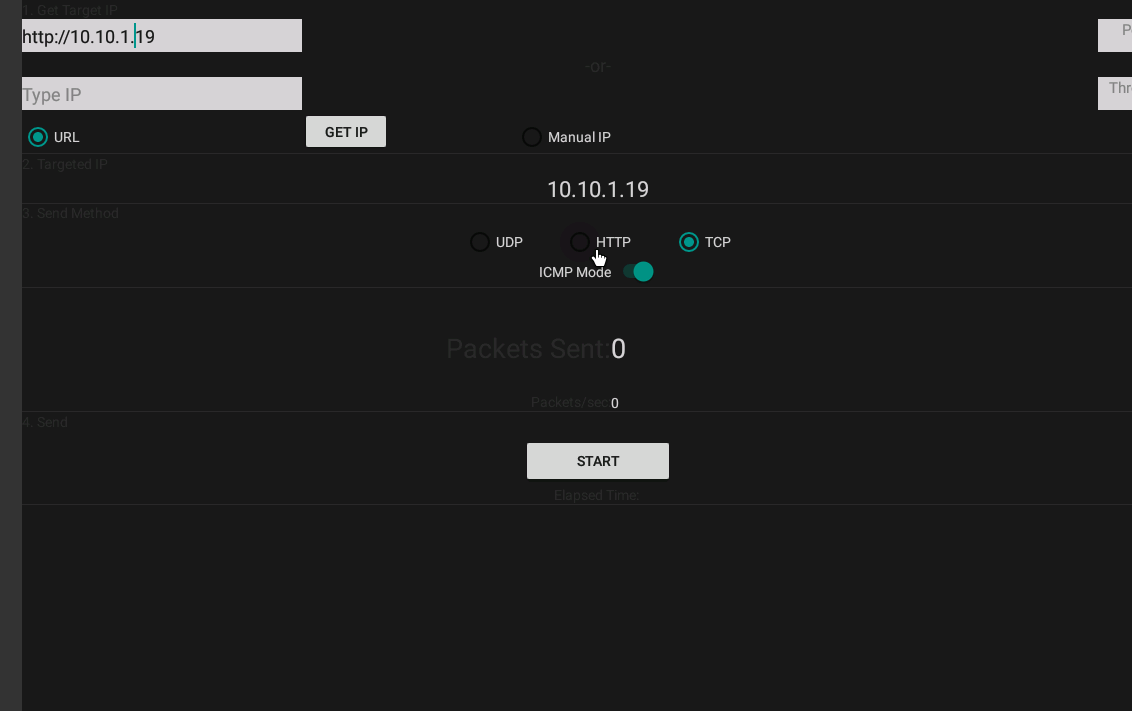 1. Get Target IP
http://10.10.1.19
-or-
Type IP
URL
GET IP
Manual IP
2. Targeted IP
10.10.1.19
3. Send Method
UDP
HTTP
TCP
ICMP Mode
Packets Sent:0
Packets/sec:0
4. Send
START
Elapsed Time: